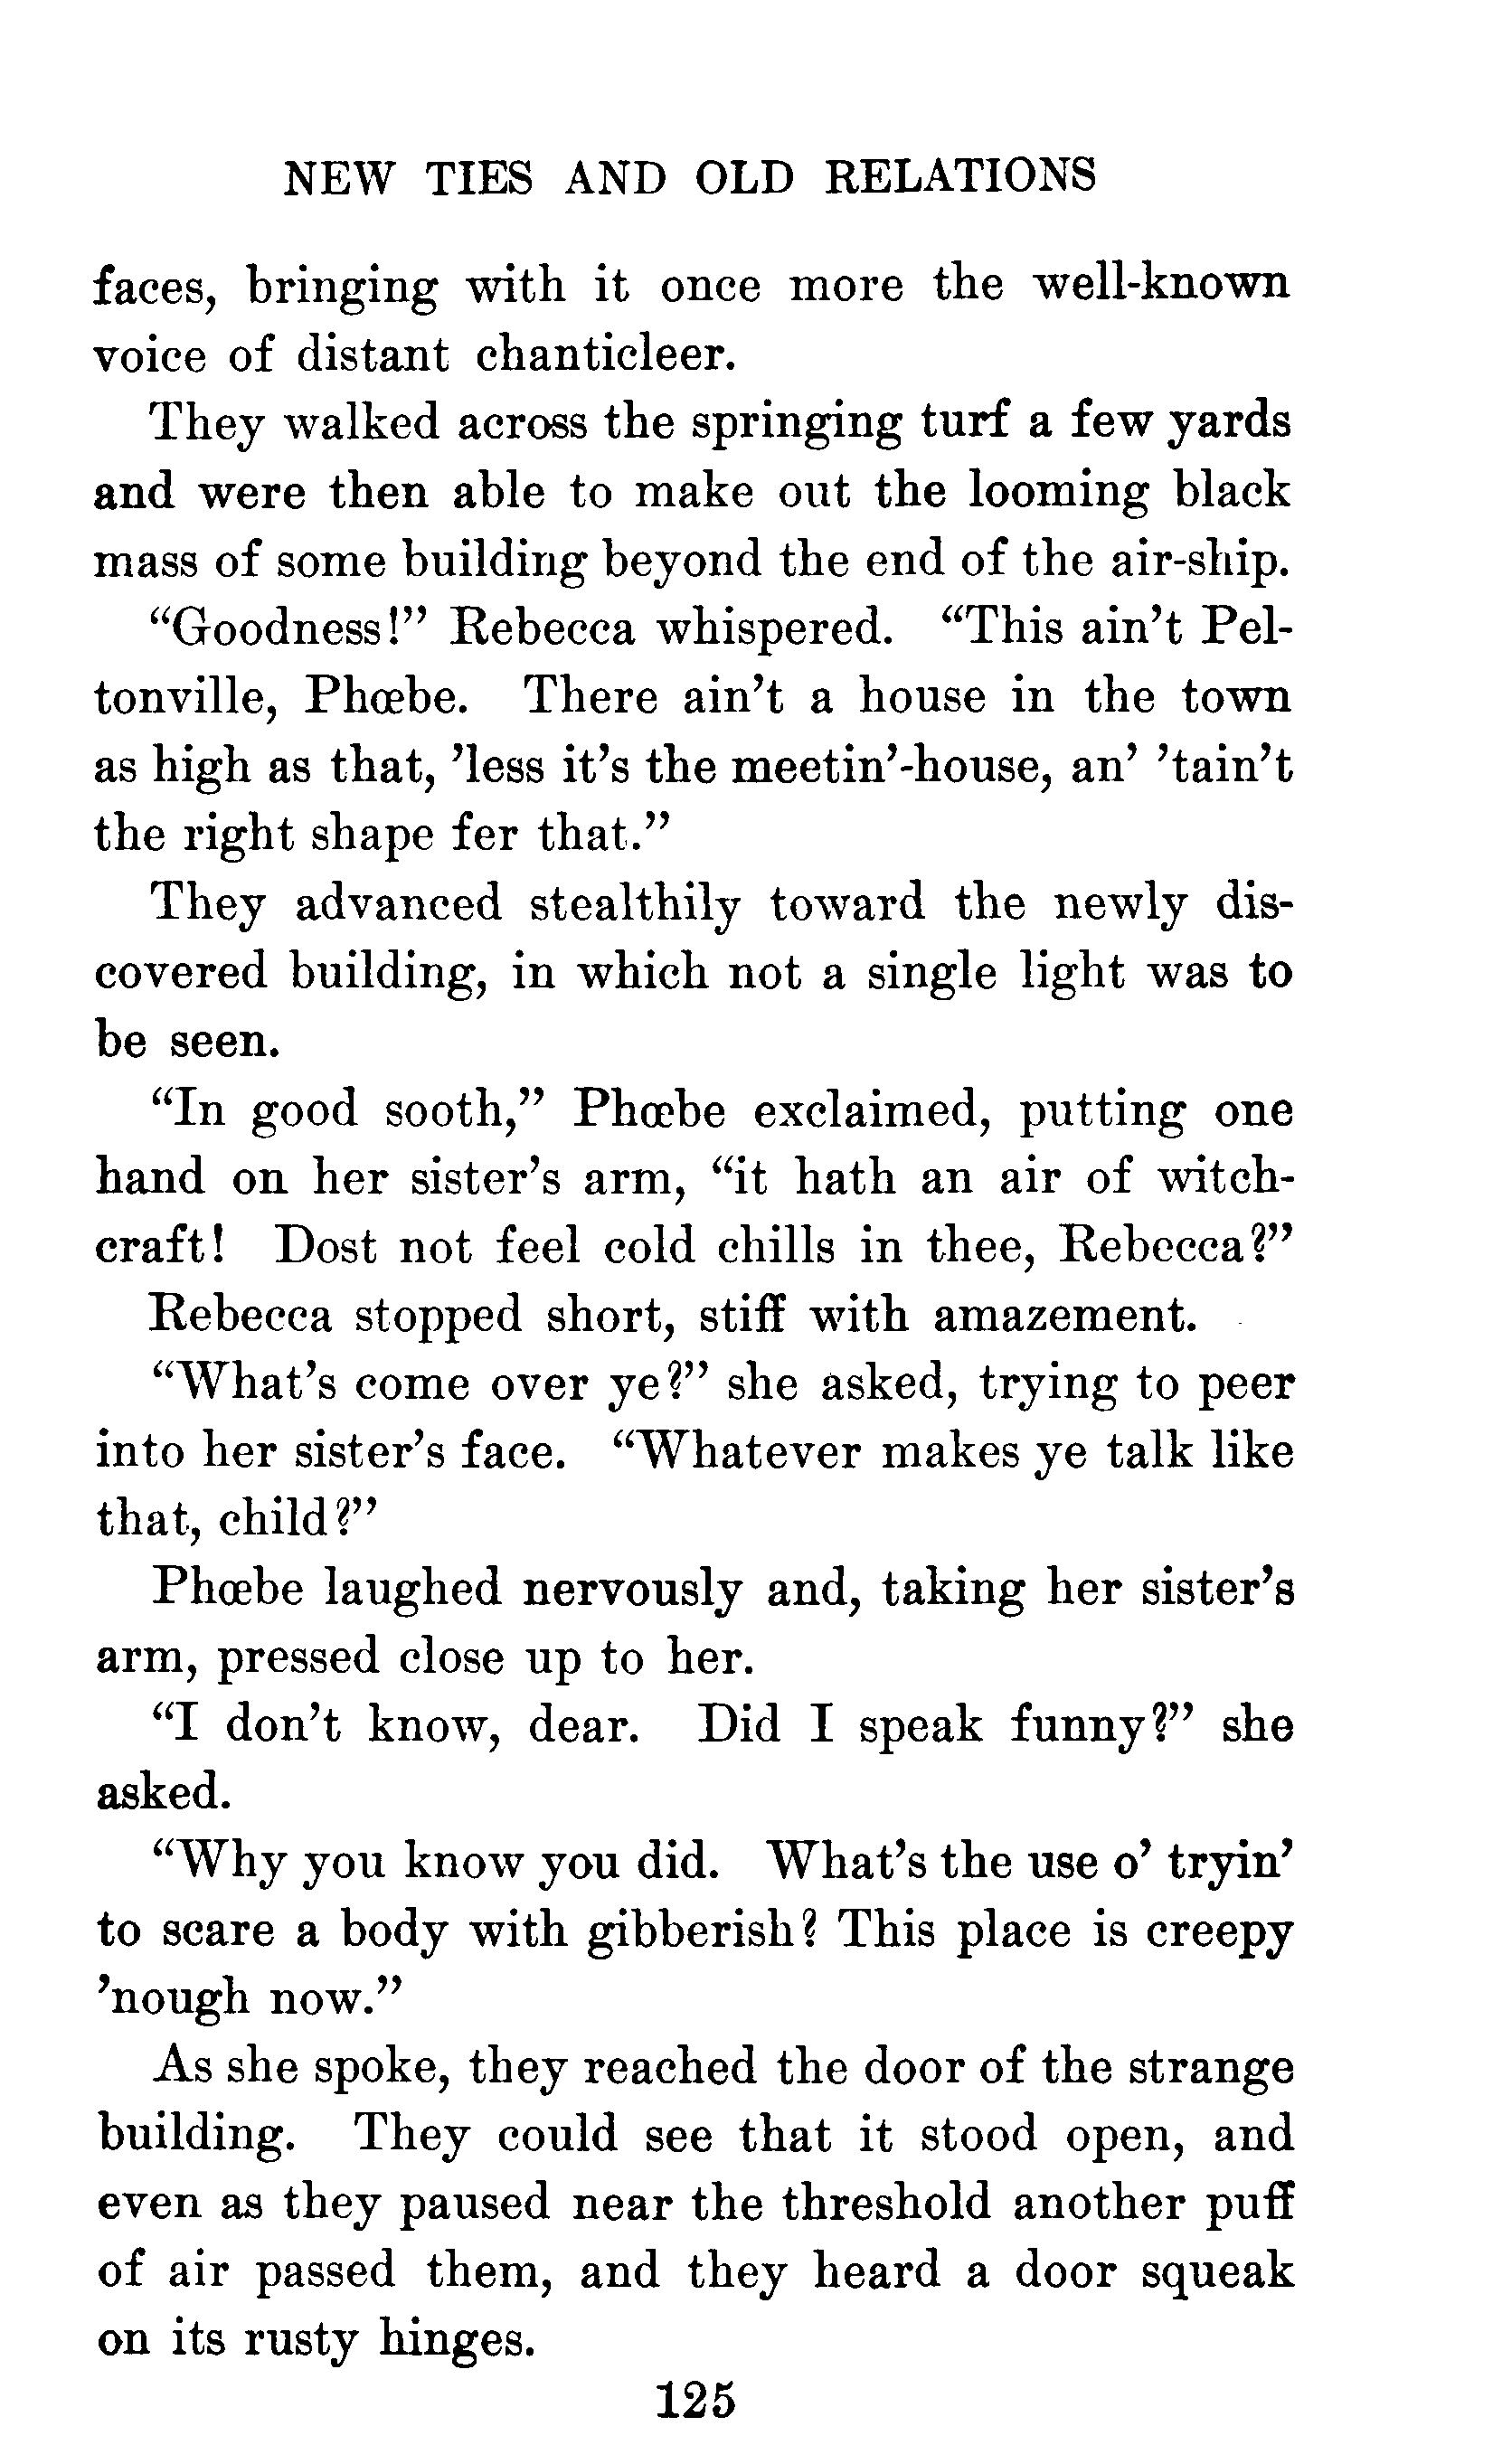 NEW TIES AND OLD RELATIONS
faces, bringing with it once more the well-known
voice of distant chanticleer.
They walked across the springing turf a few yards
and were then able to make out the looming black
mass of some building beyond the end of the air-ship.
“Goodness!” Rebecca whispered. “This ain’t Pel-
tonville, Phœbe. There ain’t a house in the town
as high as that, ’less it’s the meetin’-house, an’ ’tain’t
the right shape fer that.”
They advanced stealthily toward the newly dis-
covered building, in which not a single light was to
be seen.
“In good sooth,” Phœbe exclaimed, putting one
hand on her sister’s arm, “it hath an air of witch-
craft! Dost not feel cold chills in thee, Rebecca?”
Rebecca stopped short, stiff with amazement.
“What’s come over ye?” she asked, trying to peer
into her sister’s face. “Whatever makes ye talk like
that, child?”
Phœbe laughed nervously and, taking her sister’s
arm, pressed close up to her.
“I don’t know, dear. Did I speak funny?” she
asked.
“Why you know you did. What’s the use o’ tryin’
to scare a body with gibberish? This place is creepy
’nough now.”
As she spoke, they reached the door of the strange
building. They could see that it stood open, and
even as they paused near the threshold another puff
of air passed them, and they heard a door squeak
on its rusty hinges.
125